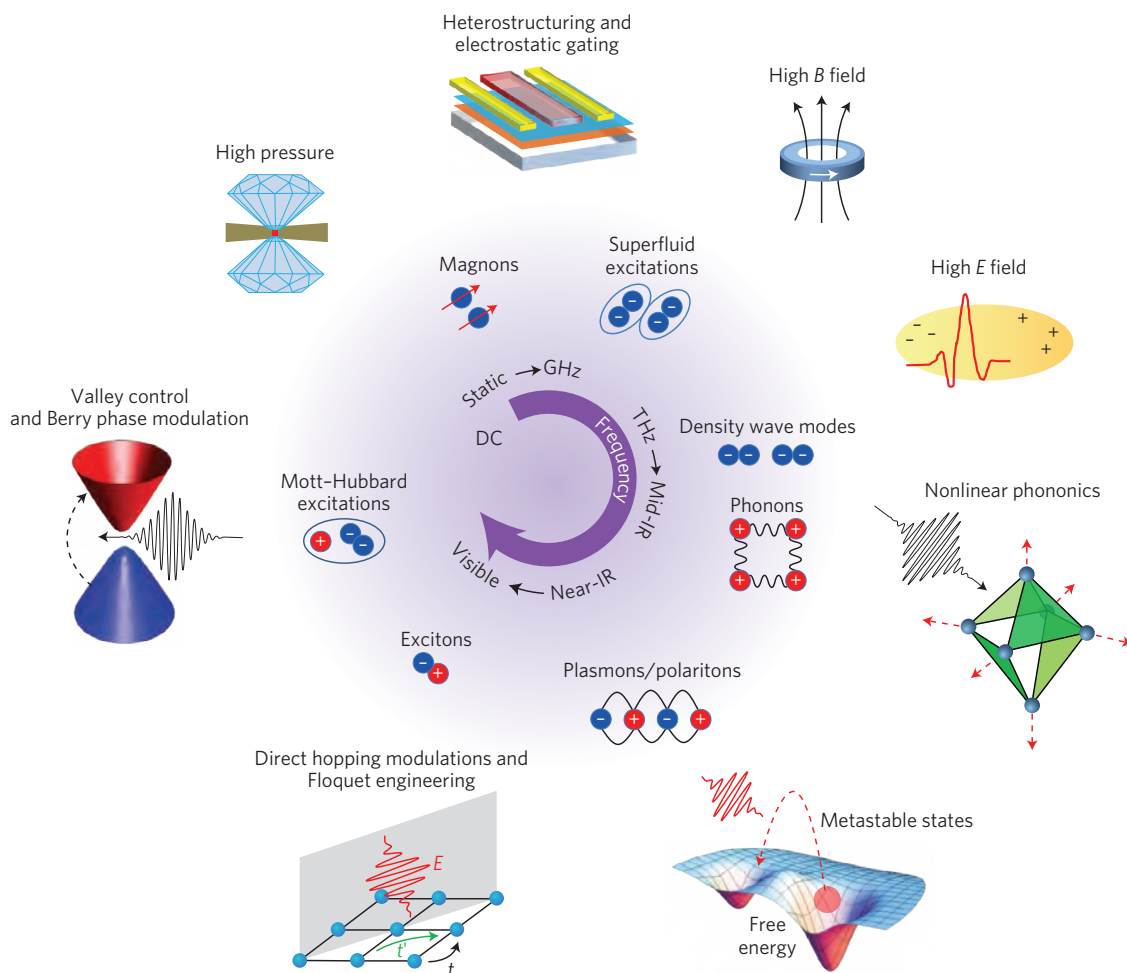 Heterostructuring and
electrostatic gating
High B field
High pressure
Magnons
Superfluid
excitations
High E field
Static → GHz
DC
Frequency
THz → Mid-IR
Near-IR → Visible
Valley control
and Berry phase modulation
Density wave modes
− − − −
Mott–Hubbard
excitations
+ − −
Phonons
+ +
+ +
Nonlinear phononics
Excitons
− +
Plasmons/polaritons
− + − +
Direct hopping modulations and
Floquet engineering
E
t'
t
Metastable states
Free
energy
− − − −
− − −
+ + +